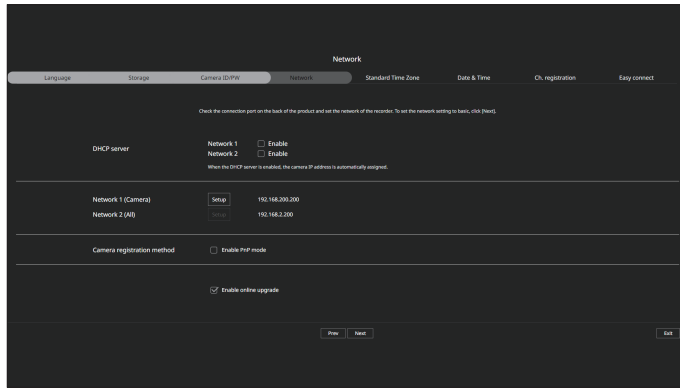 Network
Language Storage Camera ID/PW Network Standard Time Zone Date & Time Ch. registration Easy connect
Check the connection port on the back of the product and set the network of the recorder. To set the network setting to basic, click [Next].
DHCP server
Network 1 Enable
Network 2 Enable
When the DHCP server is enabled, the camera IP address is automatically assigned.
Network 1 (Camera) Setup 192.168.200.200
Network 2 (All) Setup 192.168.2.200
Camera registration method Enable PnP mode
Enable online upgrade
Prev Next Exit